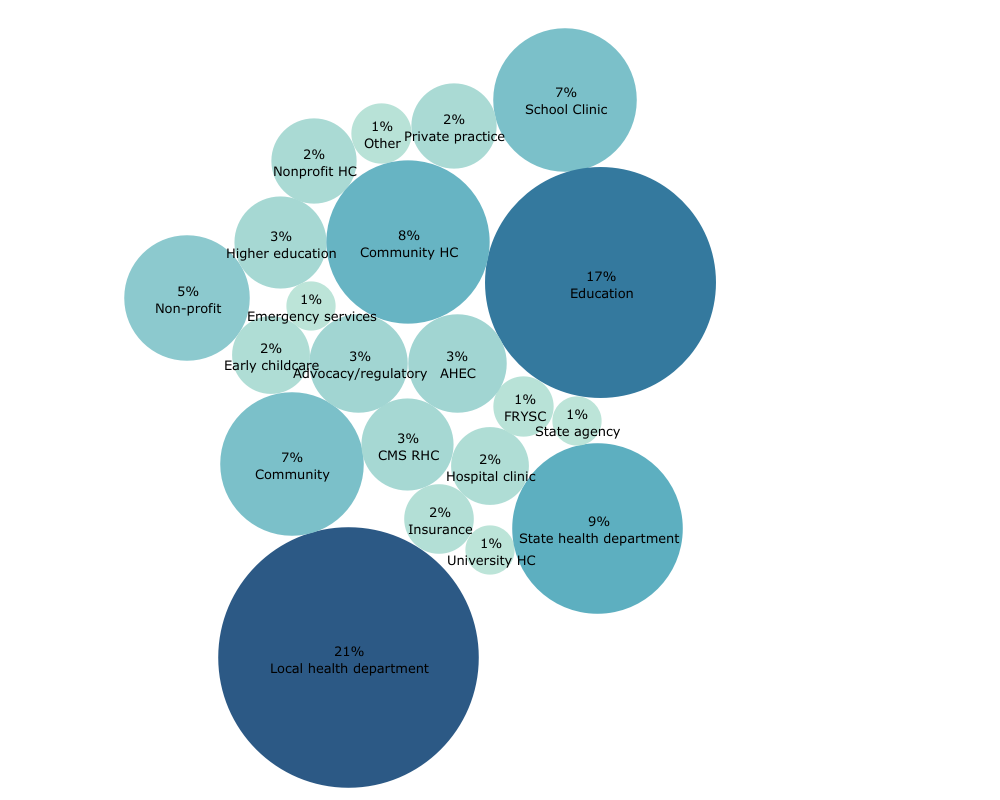 7%
School Clinic
1%
Other
2%
Private practice
2%
Nonprofit HC
3%
Higher education
8%
Community HC
17%
Education
5%
Non-profit
1%
Emergency services
2%
Early childcare
3%
Advocacy/regulatory
3%
AHEC
1%
FRYSC
1%
State agency
7%
Community
3%
CMS RHC
2%
Hospital clinic
2%
Insurance
1%
University HC
9%
State health department
21%
Local health department